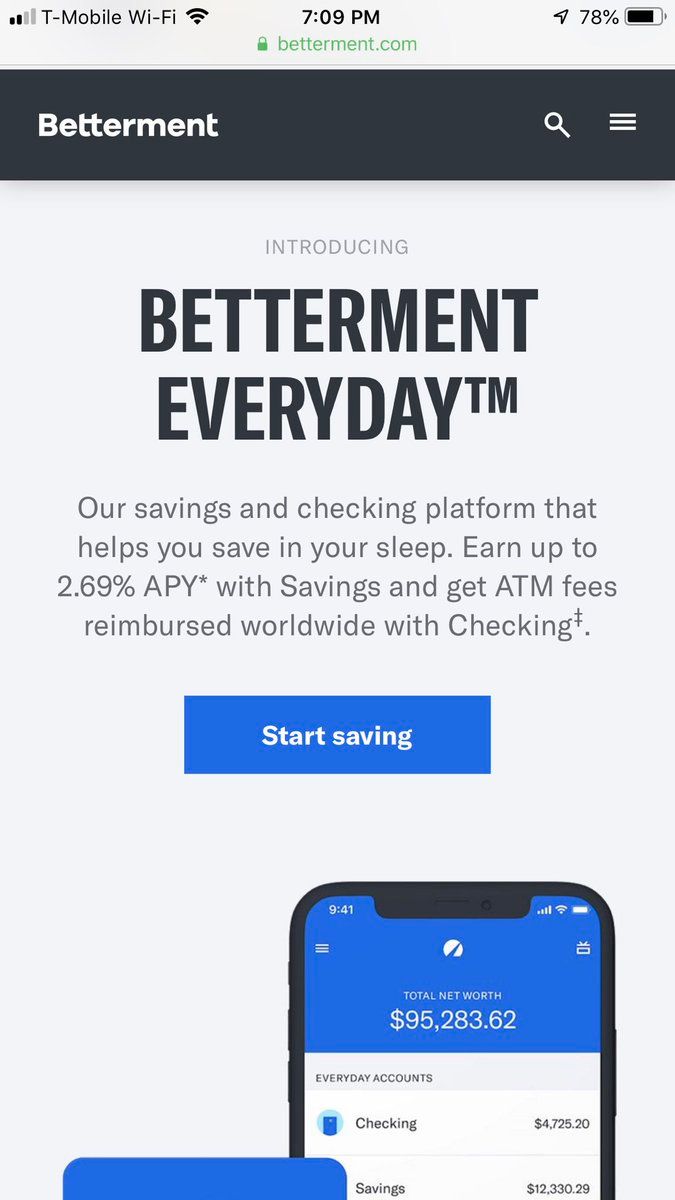 T-Mobile Wi-Fi 7:09 PM 78%
betterment.com
Betterment
INTRODUCING
BETTERMENT
EVERYDAY™
Our savings and checking platform that
helps you save in your sleep. Earn up to
2.69% APY* with Savings and get ATM fees
reimbursed worldwide with Checking‡.
Start saving
9:41
TOTAL NET WORTH
$95,283.62
EVERYDAY ACCOUNTS
Checking $4,725.20
Savings $12,330.29